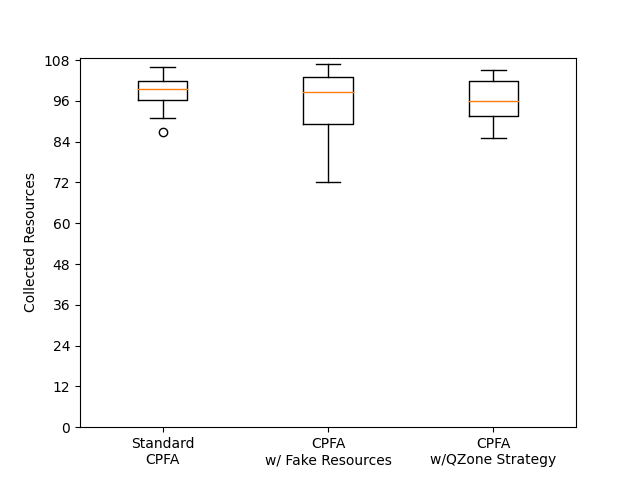 108
96
84
72
60
48
36
24
12
0
Collected Resources
Standard
CPFA
CPFA
w/ Fake Resources
CPFA
w/QZone Strategy